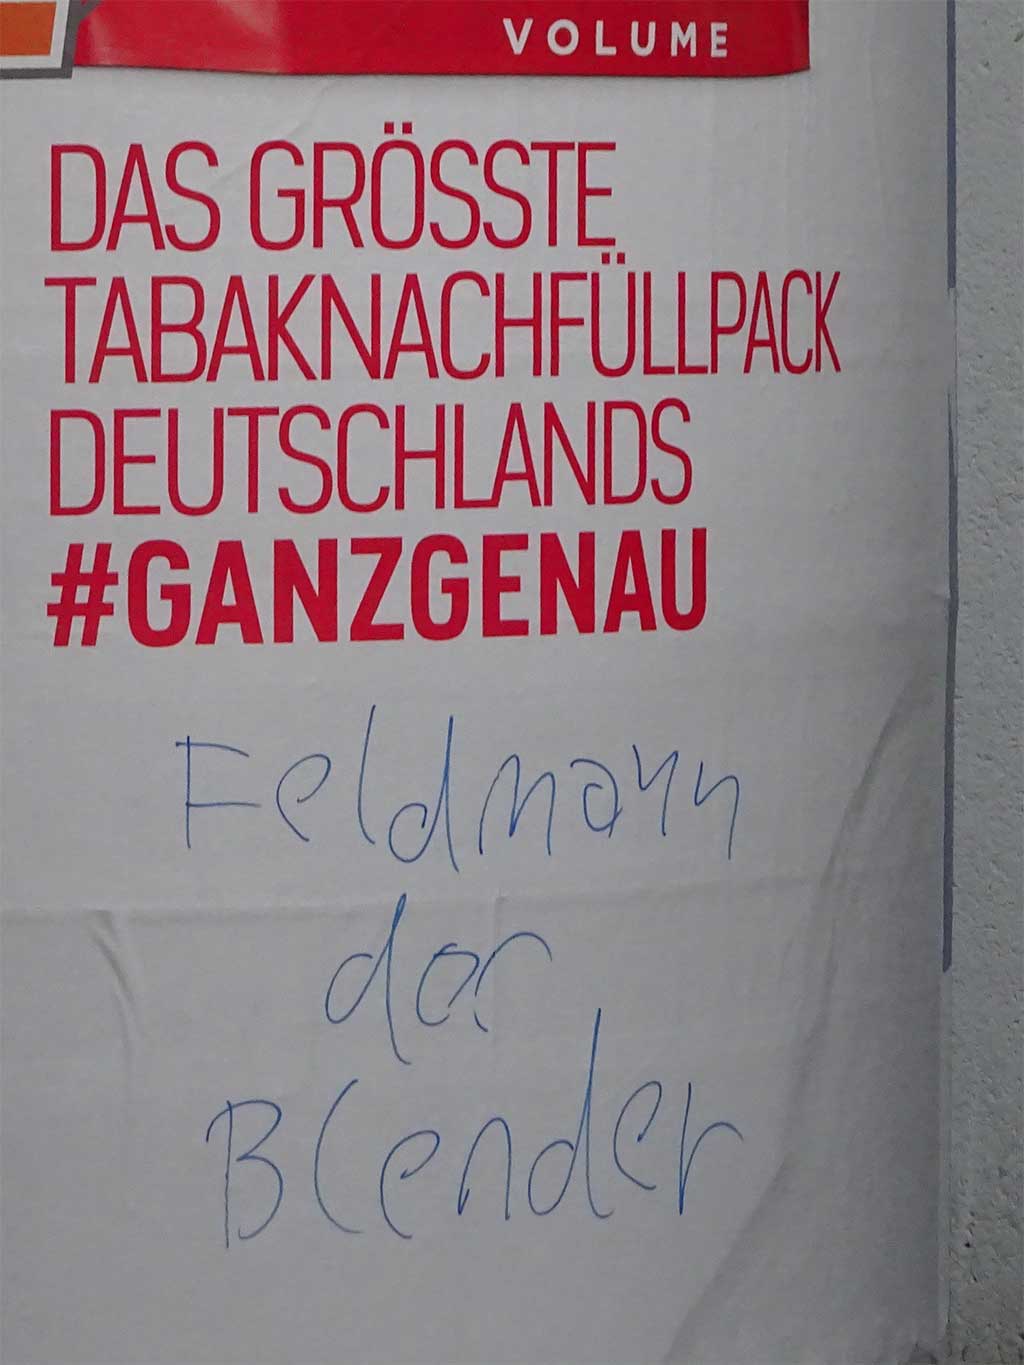 VOLUME
DAS GRÖSSTE
TABAKNACHFÜLLPACK
DEUTSCHLANDS
#GANZGENAU
Feldmann
der
Blender